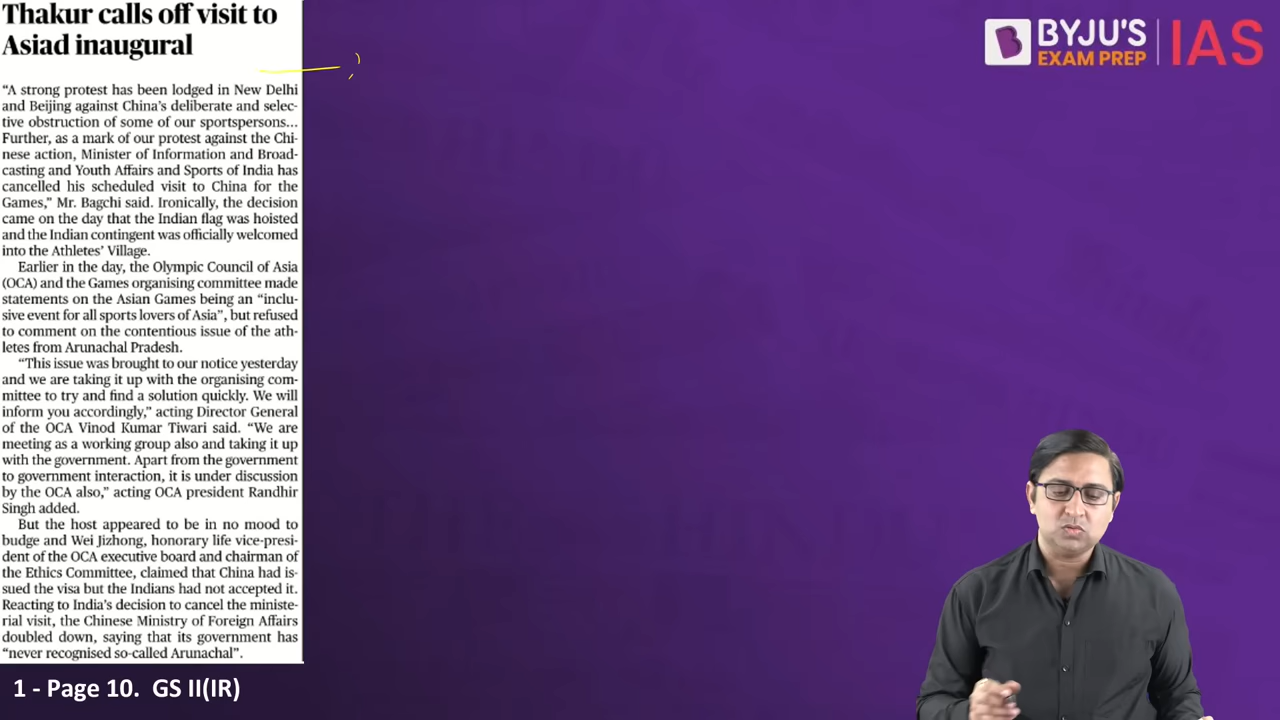 Thakur calls off visit to
Asiad inaugural
“A strong protest has been lodged in New Delhi
and Beijing against China’s deliberate and selec-
tive obstruction of some of our sportspersons...
Further, as a mark of our protest against the Chi-
nese action, Minister of Information and Broad-
casting and Youth Affairs and Sports of India has
cancelled his scheduled visit to China for the
Games,” Mr. Bagchi said. Ironically, the decision
came on the day that the Indian flag was hoisted
and the Indian contingent was officially welcomed
into the Athletes’ Village.
Earlier in the day, the Olympic Council of Asia
(OCA) and the Games organising committee made
statements on the Asian Games being an “inclu-
sive event for all sports lovers of Asia”, but refused
to comment on the contentious issue of the ath-
letes from Arunachal Pradesh.
“This issue was brought to our notice yesterday
and we are taking it up with the organising com-
mittee to try and find a solution quickly. We will
inform you accordingly,” acting Director General
of the OCA Vinod Kumar Tiwari said. “We are
meeting as a working group also and taking it up
with the government. Apart from the government
to government interaction, it is under discussion
by the OCA also,” acting OCA president Randhir
Singh added.
But the host appeared to be in no mood to
budge and Wei Jizhong, honorary life vice-presi-
dent of the OCA executive board and chairman of
the Ethics Committee, claimed that China had is-
sued the visa but the Indians had not accepted it.
Reacting to India’s decision to cancel the ministe-
rial visit, the Chinese Ministry of Foreign Affairs
doubled down, saying that its government has
“never recognised so-called Arunachal”.
1 - Page 10. GS II(IR)
BYJU'S
EXAM PREP
IAS